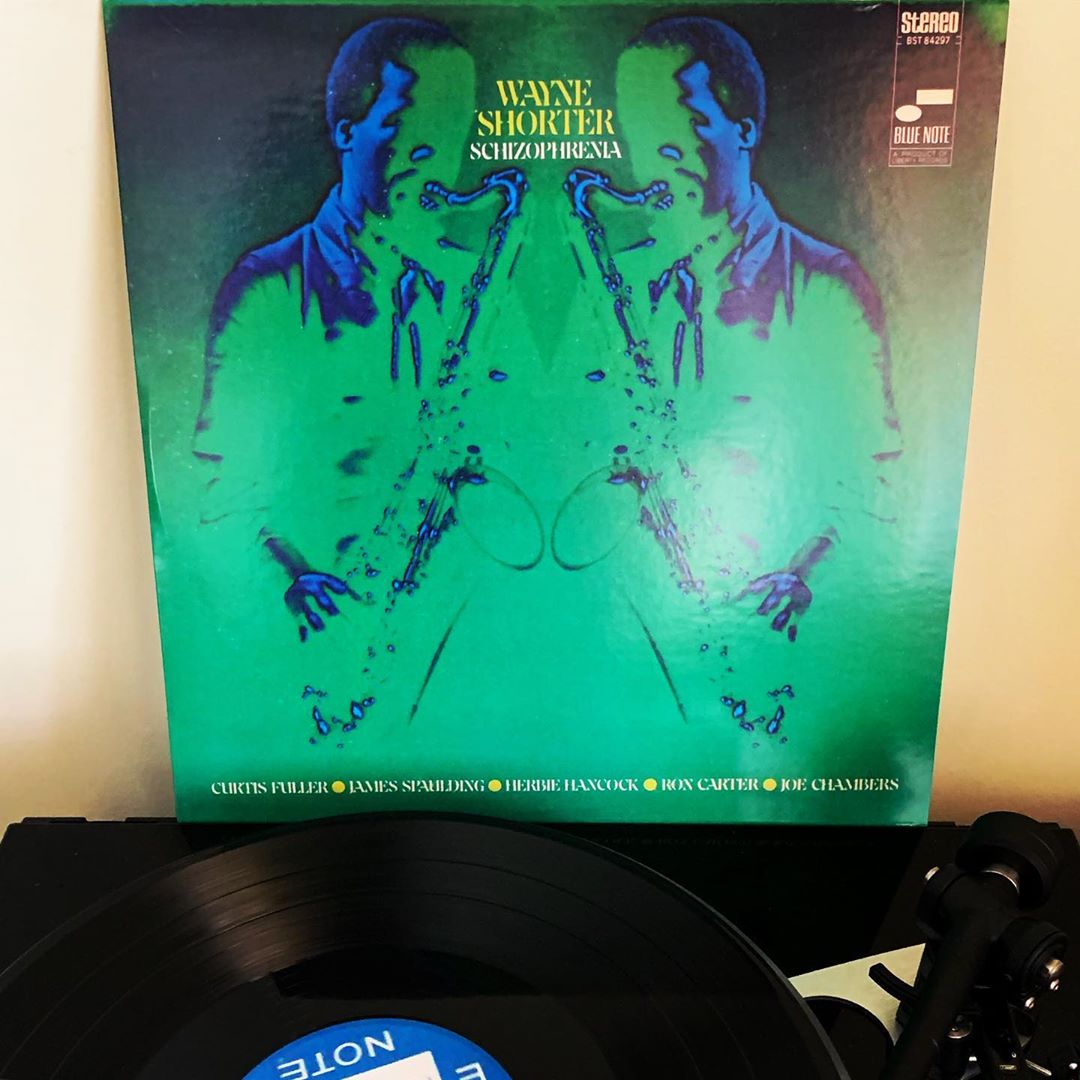 STEREO
BST 84297
BLUE NOTE
A PRODUCT OF
LIBERTY RECORDS
WAYNE
SHORTER
SCHIZOPHRENIA
CURTIS FULLER ● JAMES SPAULDING ● HERBIE HANCOCK ● RON CARTER ● JOE CHAMBERS
NOTE
E